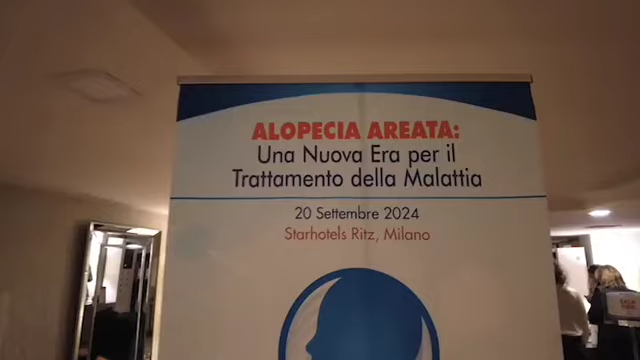 ALOPECIA AREATA:
Una Nuova Era per il
Trattamento della Malattia
20 Settembre 2024
Starhotels Ritz, Milano